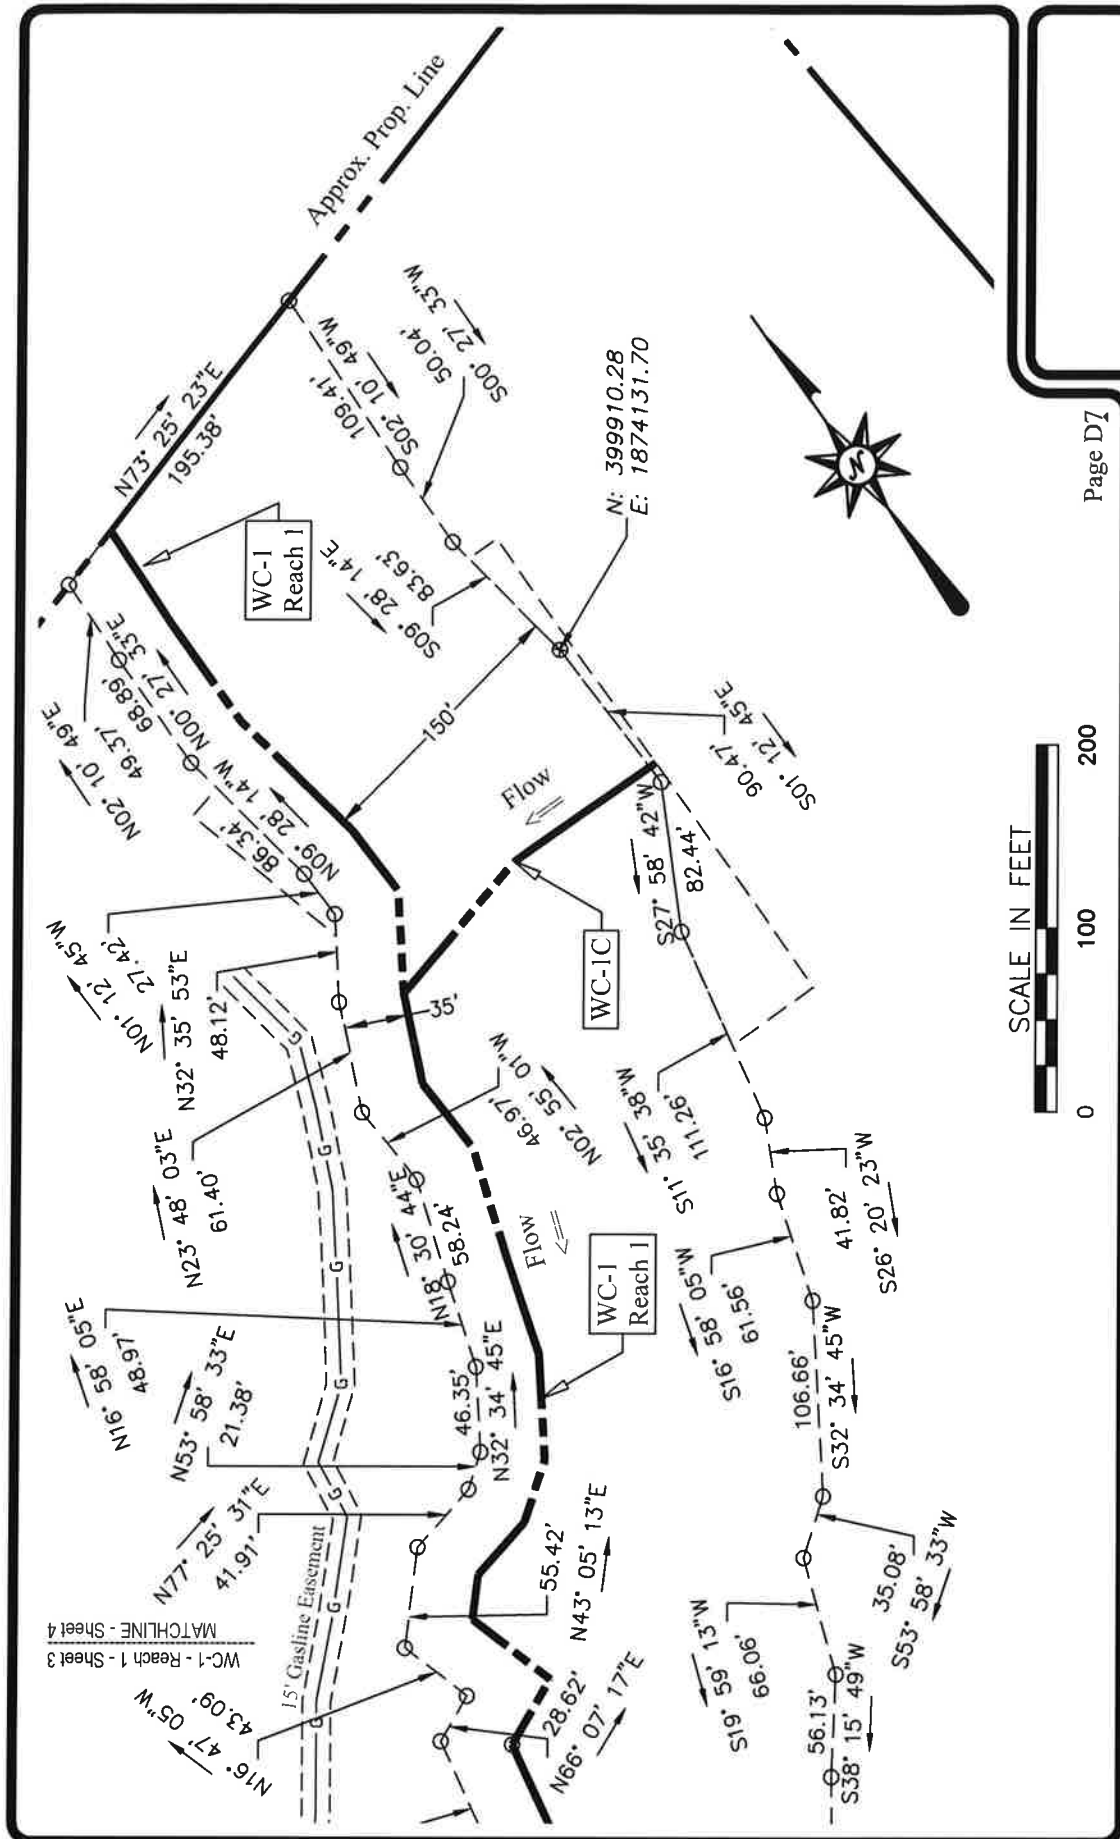 Approx. Prop. Line
N73° 25' 23"E
195.38'
WC-1
Reach 1
109.41'
S02° 10' 49"W
50.04'
S00° 27' 33"W
S09° 28' 14"E
83.63'
N: 399910.28
E: 1874131.70
N02° 10' 49"E
49.37'
68.89'
N00° 27' 33"E
86.34'
N09° 28' 14"W
150'
N01° 12' 45"W
27.42'
N32° 35' 53"E
48.12'
Flow
90.47'
S01° 12' 45"E
S27° 58' 42"W
82.44'
WC-1C
35'
N23° 48' 03"E
61.40'
46.97'
N02° 55' 01"W
S11° 35' 38"W
111.26'
N18° 30' 44"E
58.24'
Flow
41.82'
S26° 20' 23"W
N16° 58' 05"E
48.97'
WC-1
Reach 1
S16° 58' 05"W
61.56'
N53° 58' 33"E
21.38'
46.35'
N32° 34' 45"E
106.66'
S32° 34' 45"W
N77° 25' 31"E
41.91'
55.42'
N43° 05' 13"E
35.08'
S53° 58' 33"W
15' Gasline Easement
G
G
G
G
G
G
G
WC-1 - Reach 1 - Sheet 3
MATCHLINE - Sheet 4
N16° 47' 05"W
43.09'
28.62'
N66° 07' 17"E
S19° 59' 13"W
66.06'
56.13'
S38° 15' 49"W
N
SCALE IN FEET
0 100 200
Page D7